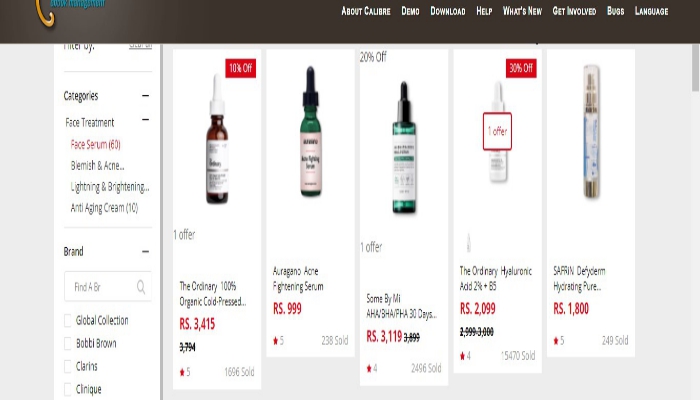 About Calibre Demo Download Help What's New Get Involved Bugs Language
Filter by:
Categories
Face Treatment
Face Serum (60)
Blemish & Acne...
Lightning & Brightening...
Anti Aging Cream (10)
Brand
Find A Br
Global Collection
Bobbi Brown
Clarins
Clinique
10% Off
1 offer
The Ordinary 100%
Organic Cold-Pressed...
RS. 3,415
3,794
5 1696 Sold
Auragano Acne
Fightening Serum
RS. 999
5 238 Sold
20% Off
1 offer
Some By Mi
AHA/BHA/PHA 30 Days...
RS. 3,119 3,899
4 2496 Sold
30% Off
1 offer
The Ordinary Hyaluronic
Acid 2% + B5
RS. 2,099
2,999-3,000
4 15470 Sold
SAFRIN Defyderm
Hydrating Pure...
RS. 1,800
5 249 Sold